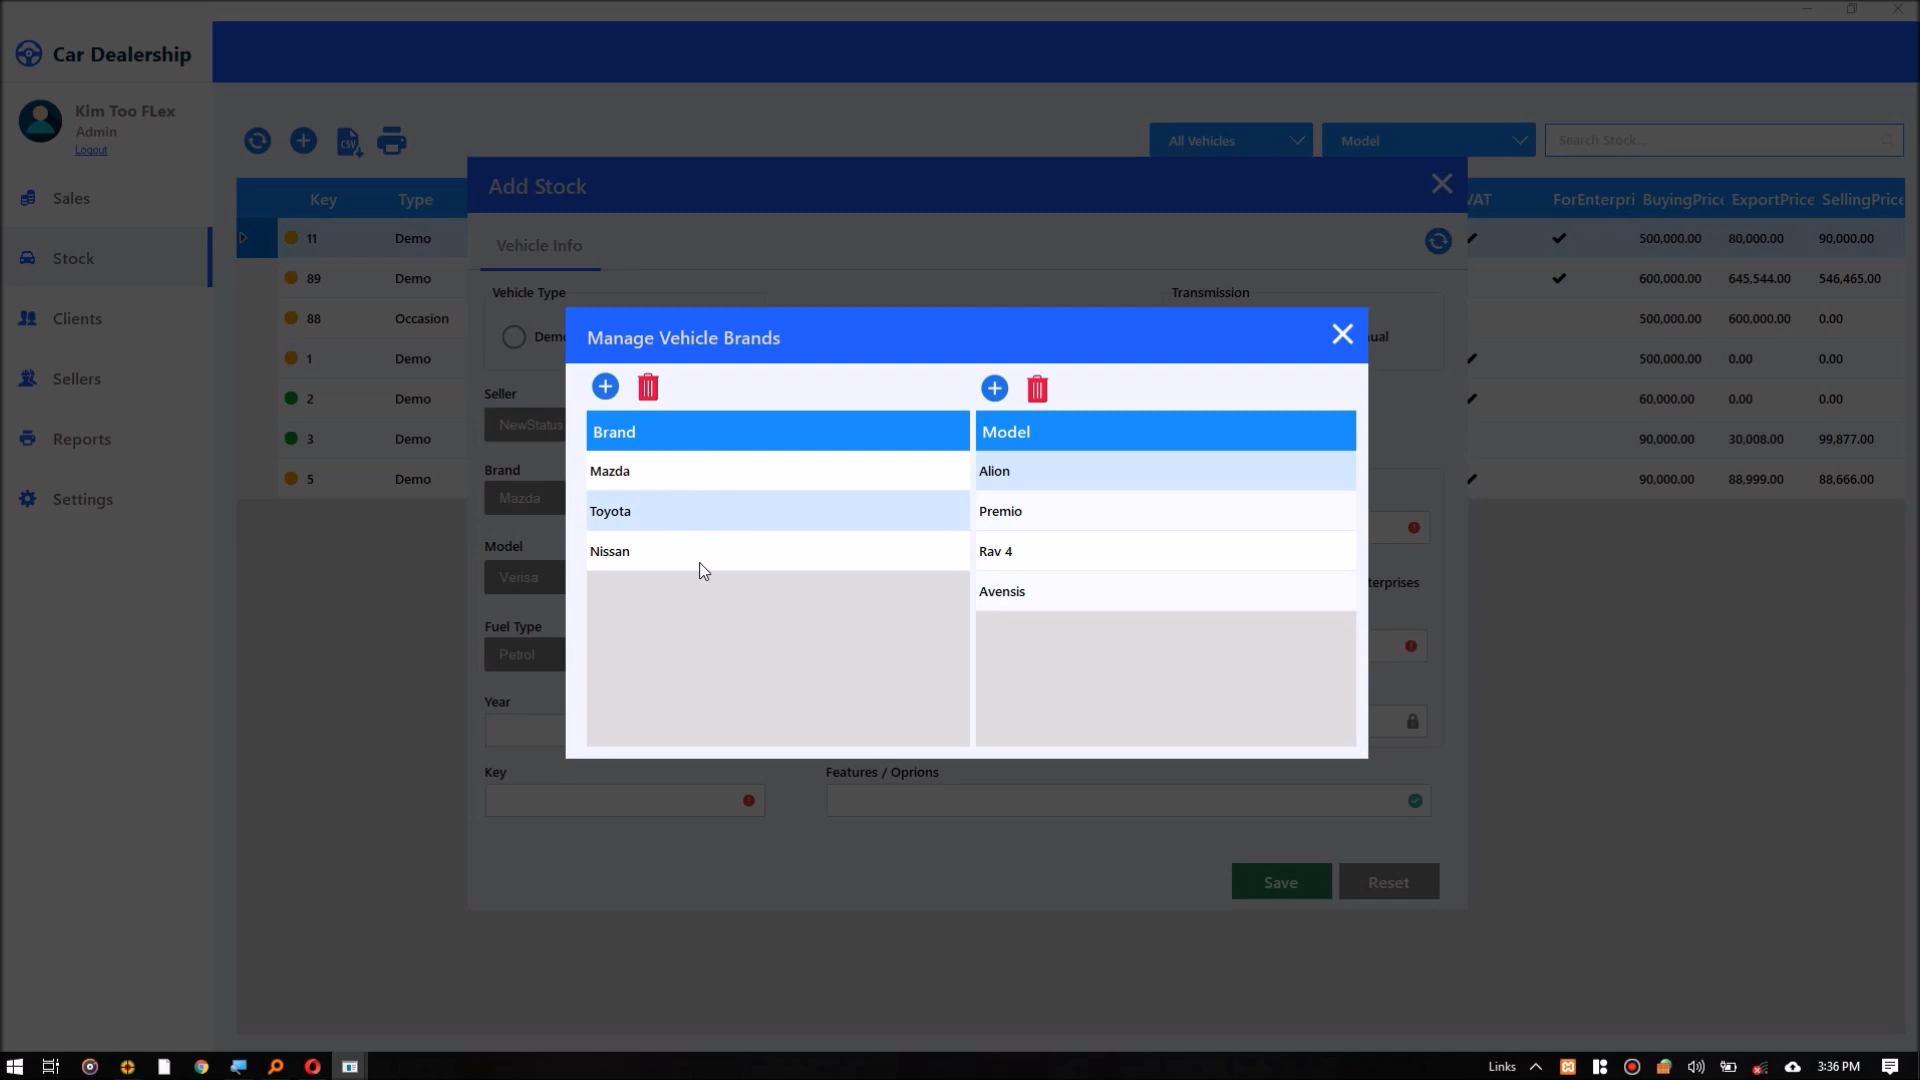 Car Dealership
Kim Too FLex
Admin
Logout
Sales
Stock
Clients
Sellers
Reports
Settings
CSV
All Vehicles
Model
Search Stock...
Key Type
VAT ForEnterpri BuyingPrice ExportPrice SellingPrice
11 Demo 500,000.00 80,000.00 90,000.00
89 Demo 600,000.00 645,544.00 546,465.00
88 Occasion 500,000.00 600,000.00 0.00
1 Demo 500,000.00 0.00 0.00
2 Demo 60,000.00 0.00 0.00
3 Demo 90,000.00 30,008.00 99,877.00
5 Demo 90,000.00 88,999.00 88,666.00
Add Stock
Vehicle Info
Vehicle Type
Transmission
Seller
NewStatus
Brand
Mazda
Model
Verisa
Fuel Type
Petrol
Year
Key
Features / Oprions
Save
Reset
Manage Vehicle Brands
Brand
Mazda
Toyota
Nissan
Model
Alion
Premio
Rav 4
Avensis
Links
3:36 PM